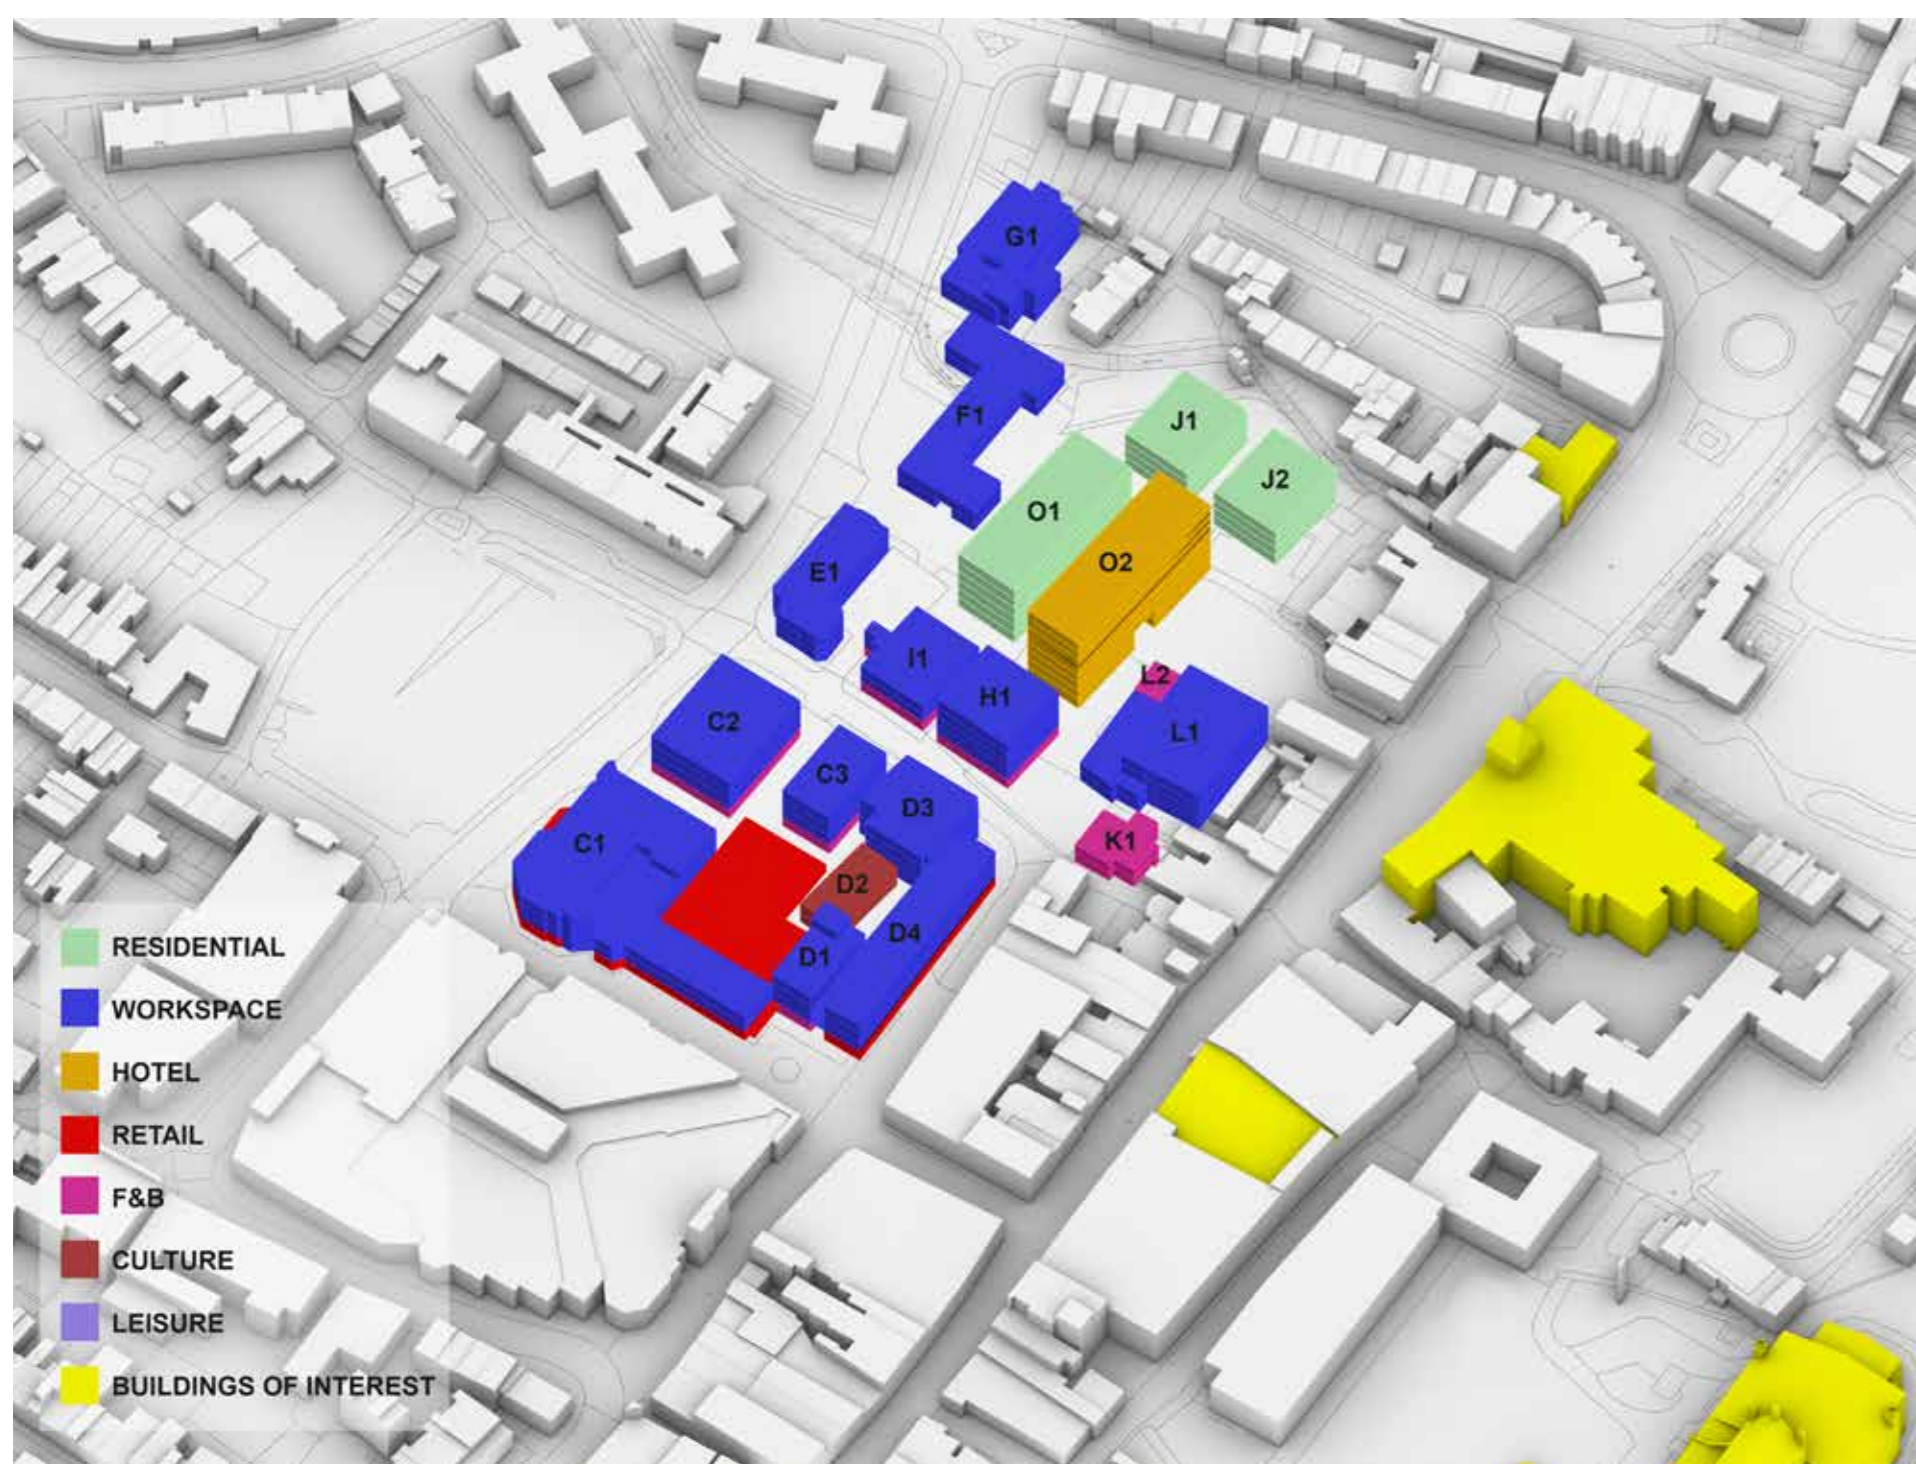 G1
F1
J1
J2
O1
O2
E1
I1
H1
L2
L1
C2
C3
D3
K1
C1
D2
D4
D1
RESIDENTIAL
WORKSPACE
HOTEL
RETAIL
F&B
CULTURE
LEISURE
BUILDINGS OF INTEREST